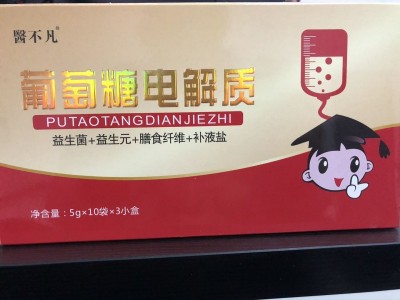 醫不凡
葡萄糖电解质
PUTAOTANGDIANJIEZHI
益生菌+益生元+膳食纤维+补液盐
净含量：5g×10袋×3小盒